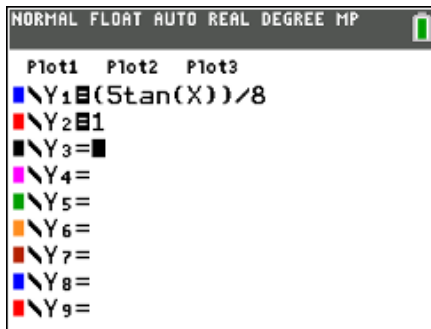 NORMAL FLOAT AUTO REAL DEGREE MP
Plot1 Plot2 Plot3
\Y1=(5tan(X))/8
\Y2=1
\Y3=
\Y4=
\Y5=
\Y6=
\Y7=
\Y8=
\Y9=